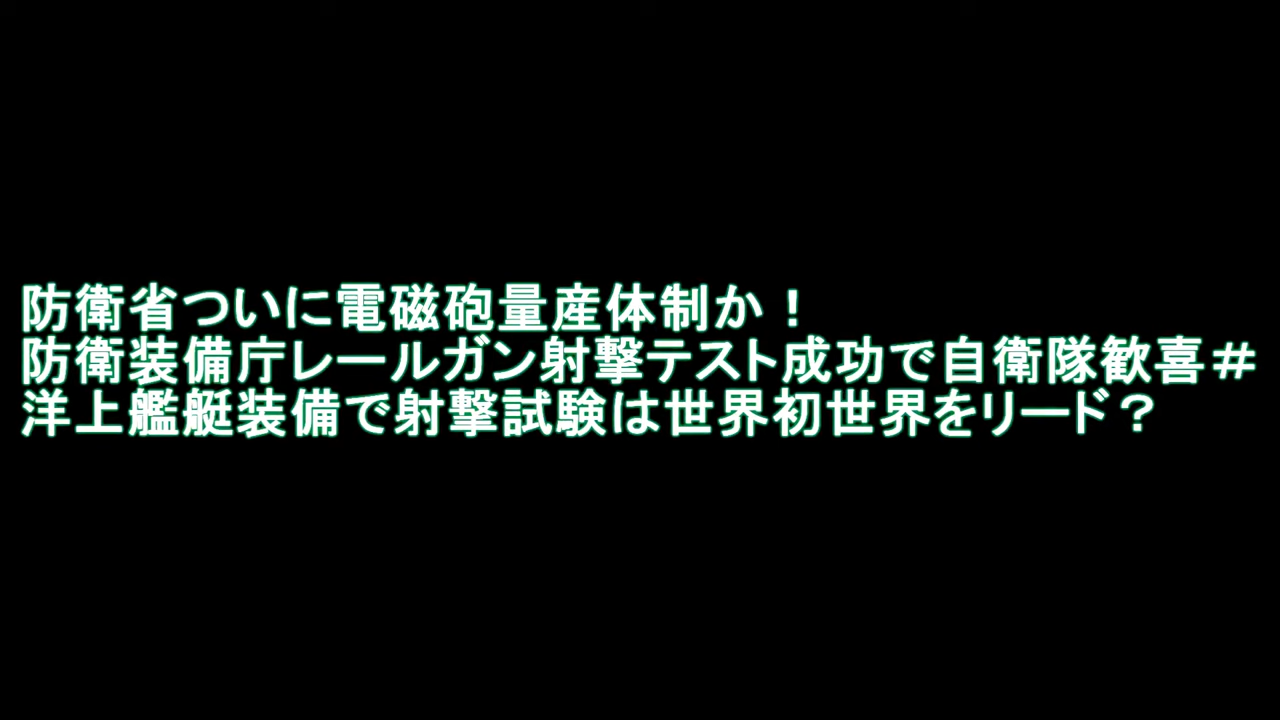 防衛省ついに電磁砲量産体制か！
防衛装備庁レールガン射撃テスト成功で自衛隊歓喜＃
洋上艦艇装備で射撃試験は世界初世界をリード？